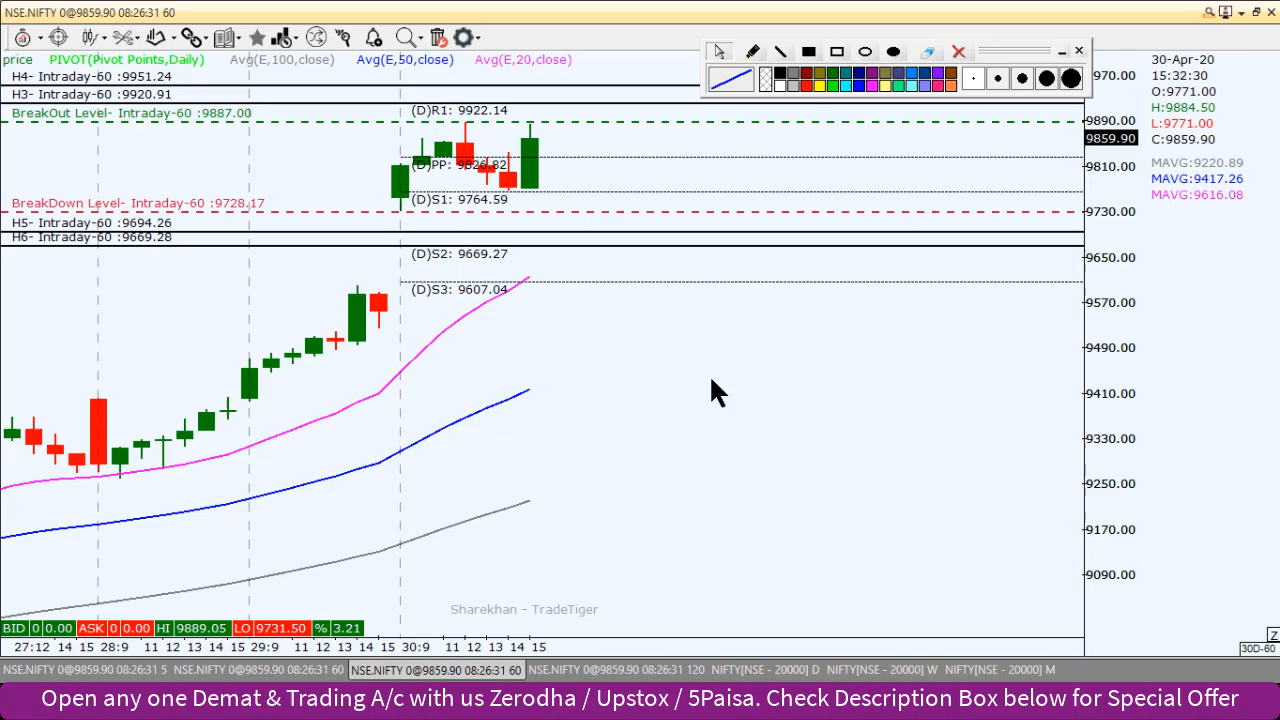 NSE.NIFTY 0@9859.90 08:26:31 60
price PIVOT(Pivot Points,Daily) Avg(E,100,close) Avg(E,50,close) Avg(E,20,close)
H4- Intraday-60 :9951.24
H3- Intraday-60 :9920.91
BreakOut Level- Intraday-60 :9887.00
(D)R1: 9922.14
(D)PP: 9826.82
(D)S1: 9764.59
BreakDown Level- Intraday-60 :9728.17
H5- Intraday-60 :9694.26
H6- Intraday-60 :9669.28
(D)S2: 9669.27
(D)S3: 9607.04
9970.00
9890.00
9859.90
9810.00
9730.00
9650.00
9570.00
9490.00
9410.00
9330.00
9250.00
9170.00
9090.00
30-Apr-20
15:32:30
O:9771.00
H:9884.50
L:9771.00
C:9859.90
MAVG:9220.89
MAVG:9417.26
MAVG:9616.08
Sharekhan - TradeTiger
BID 0 0.00 ASK 0 0.00 HI 9889.05 LO 9731.50 % 3.21
27:12 14 15 28:9 11 12 13 14 15 29:9 11 12 13 14 15 30:9 11 12 13 14 15
Z
30D-60
NSE.NIFTY 0@9859.90 08:26:31 5 NSE.NIFTY 0@9859.90 08:26:31 60 NSE.NIFTY 0@9859.90 08:26:31 60 NSE.NIFTY 0@9859.90 08:26:31 120 NIFTY[NSE - 20000] D NIFTY[NSE - 20000] W NIFTY[NSE - 20000] M
Open any one Demat & Trading A/c with us Zerodha / Upstox / 5Paisa. Check Description Box below for Special Offer